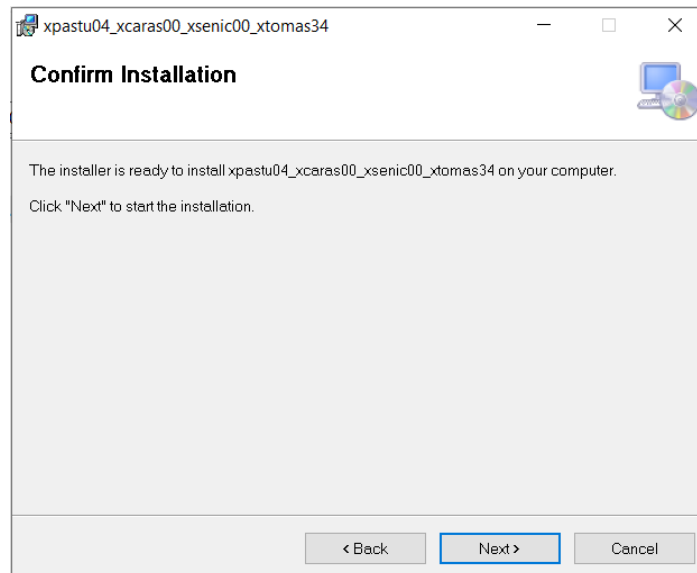 xpastu04_xcaras00_xsenic00_xtomas34
Confirm Installation
The installer is ready to install xpastu04_xcaras00_xsenic00_xtomas34 on your computer.
Click "Next" to start the installation.
< Back
Next >
Cancel